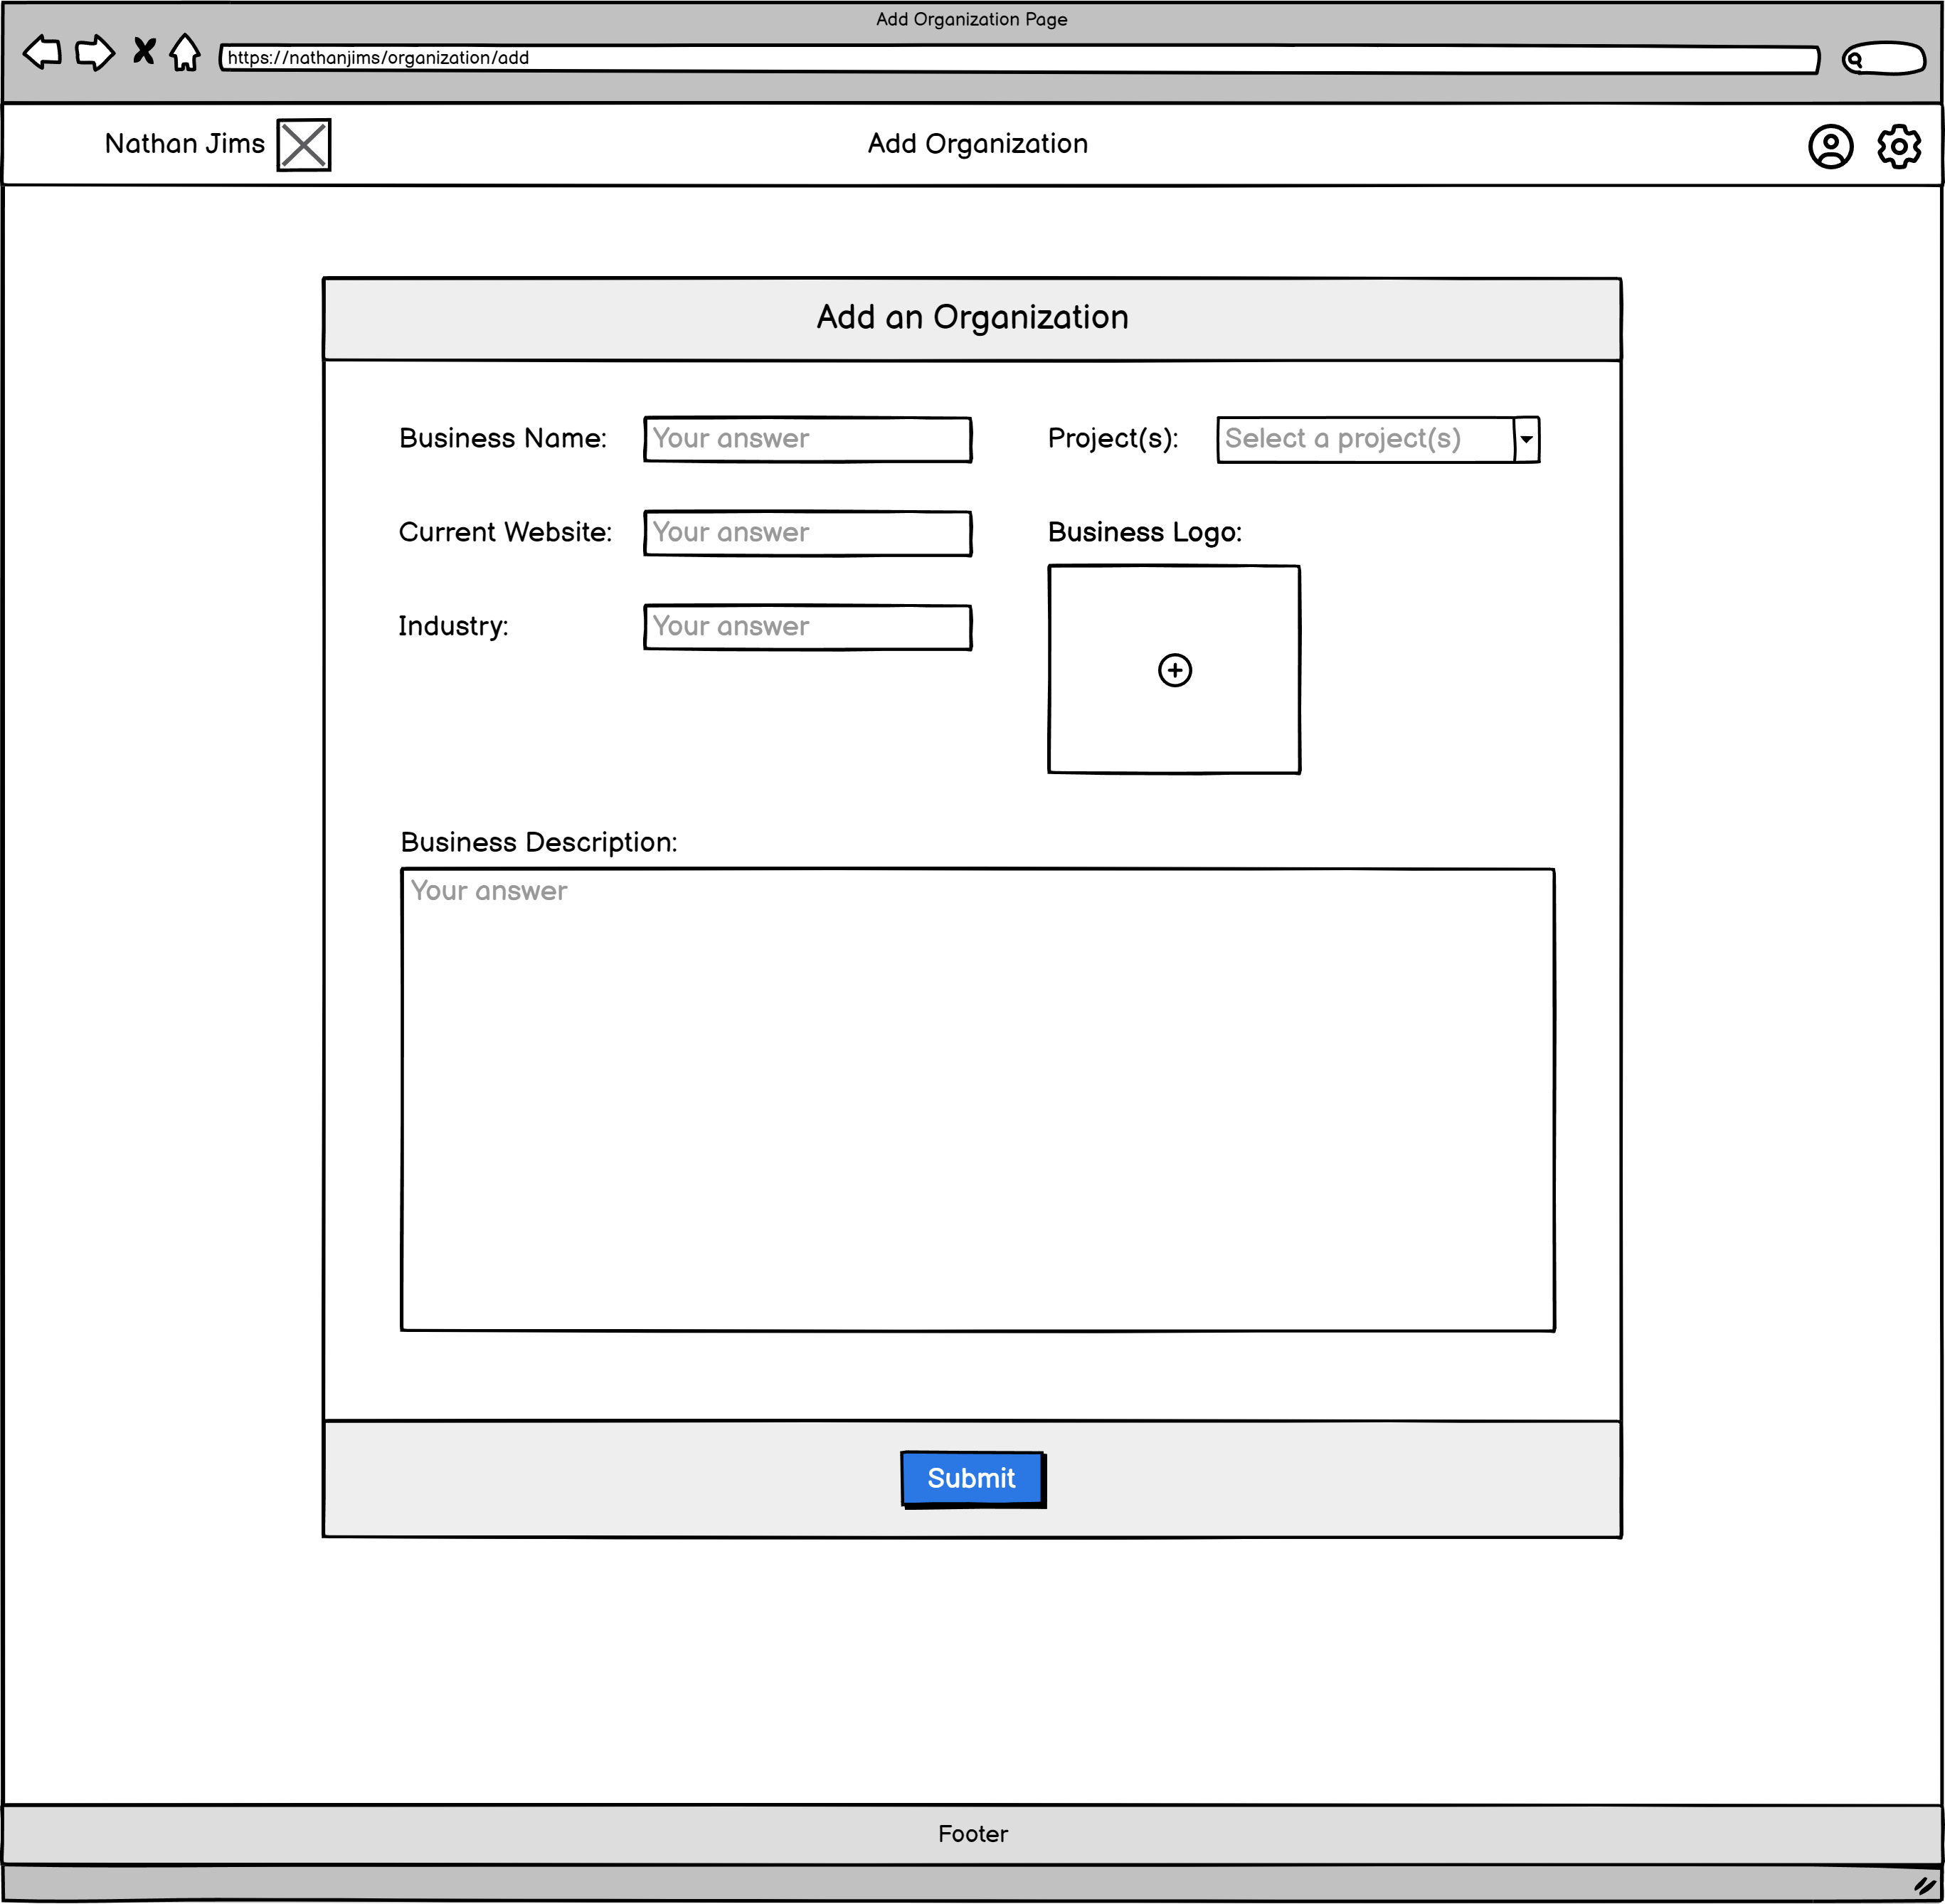 Add Organization Page
https://nathanjims/organization/add
Nathan Jims
Add Organization
Add an Organization
Business Name: Your answer
Project(s): Select a project(s)
Current Website: Your answer
Business Logo:
Industry: Your answer
Business Description:
Your answer
Submit
Footer